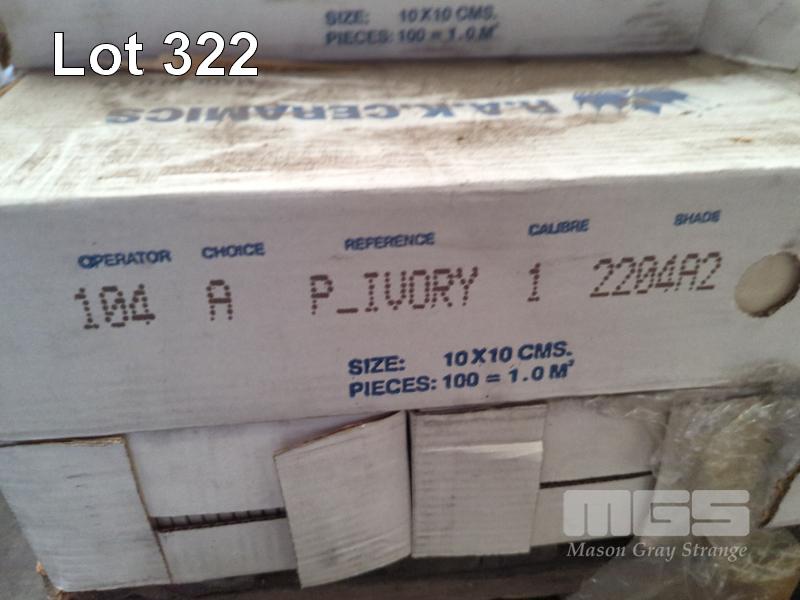 SIZE: 10X10 CMS.
PIECES: 100 = 1.0 M²
Lot 322
R.A.K.CERAMICS
OPERATOR CHOICE REFERENCE CALIBRE SHADE
104 A P_IVORY 1 2204A2
SIZE: 10X10 CMS.
PIECES: 100 = 1.0 M²
MGS
Mason Gray Strange